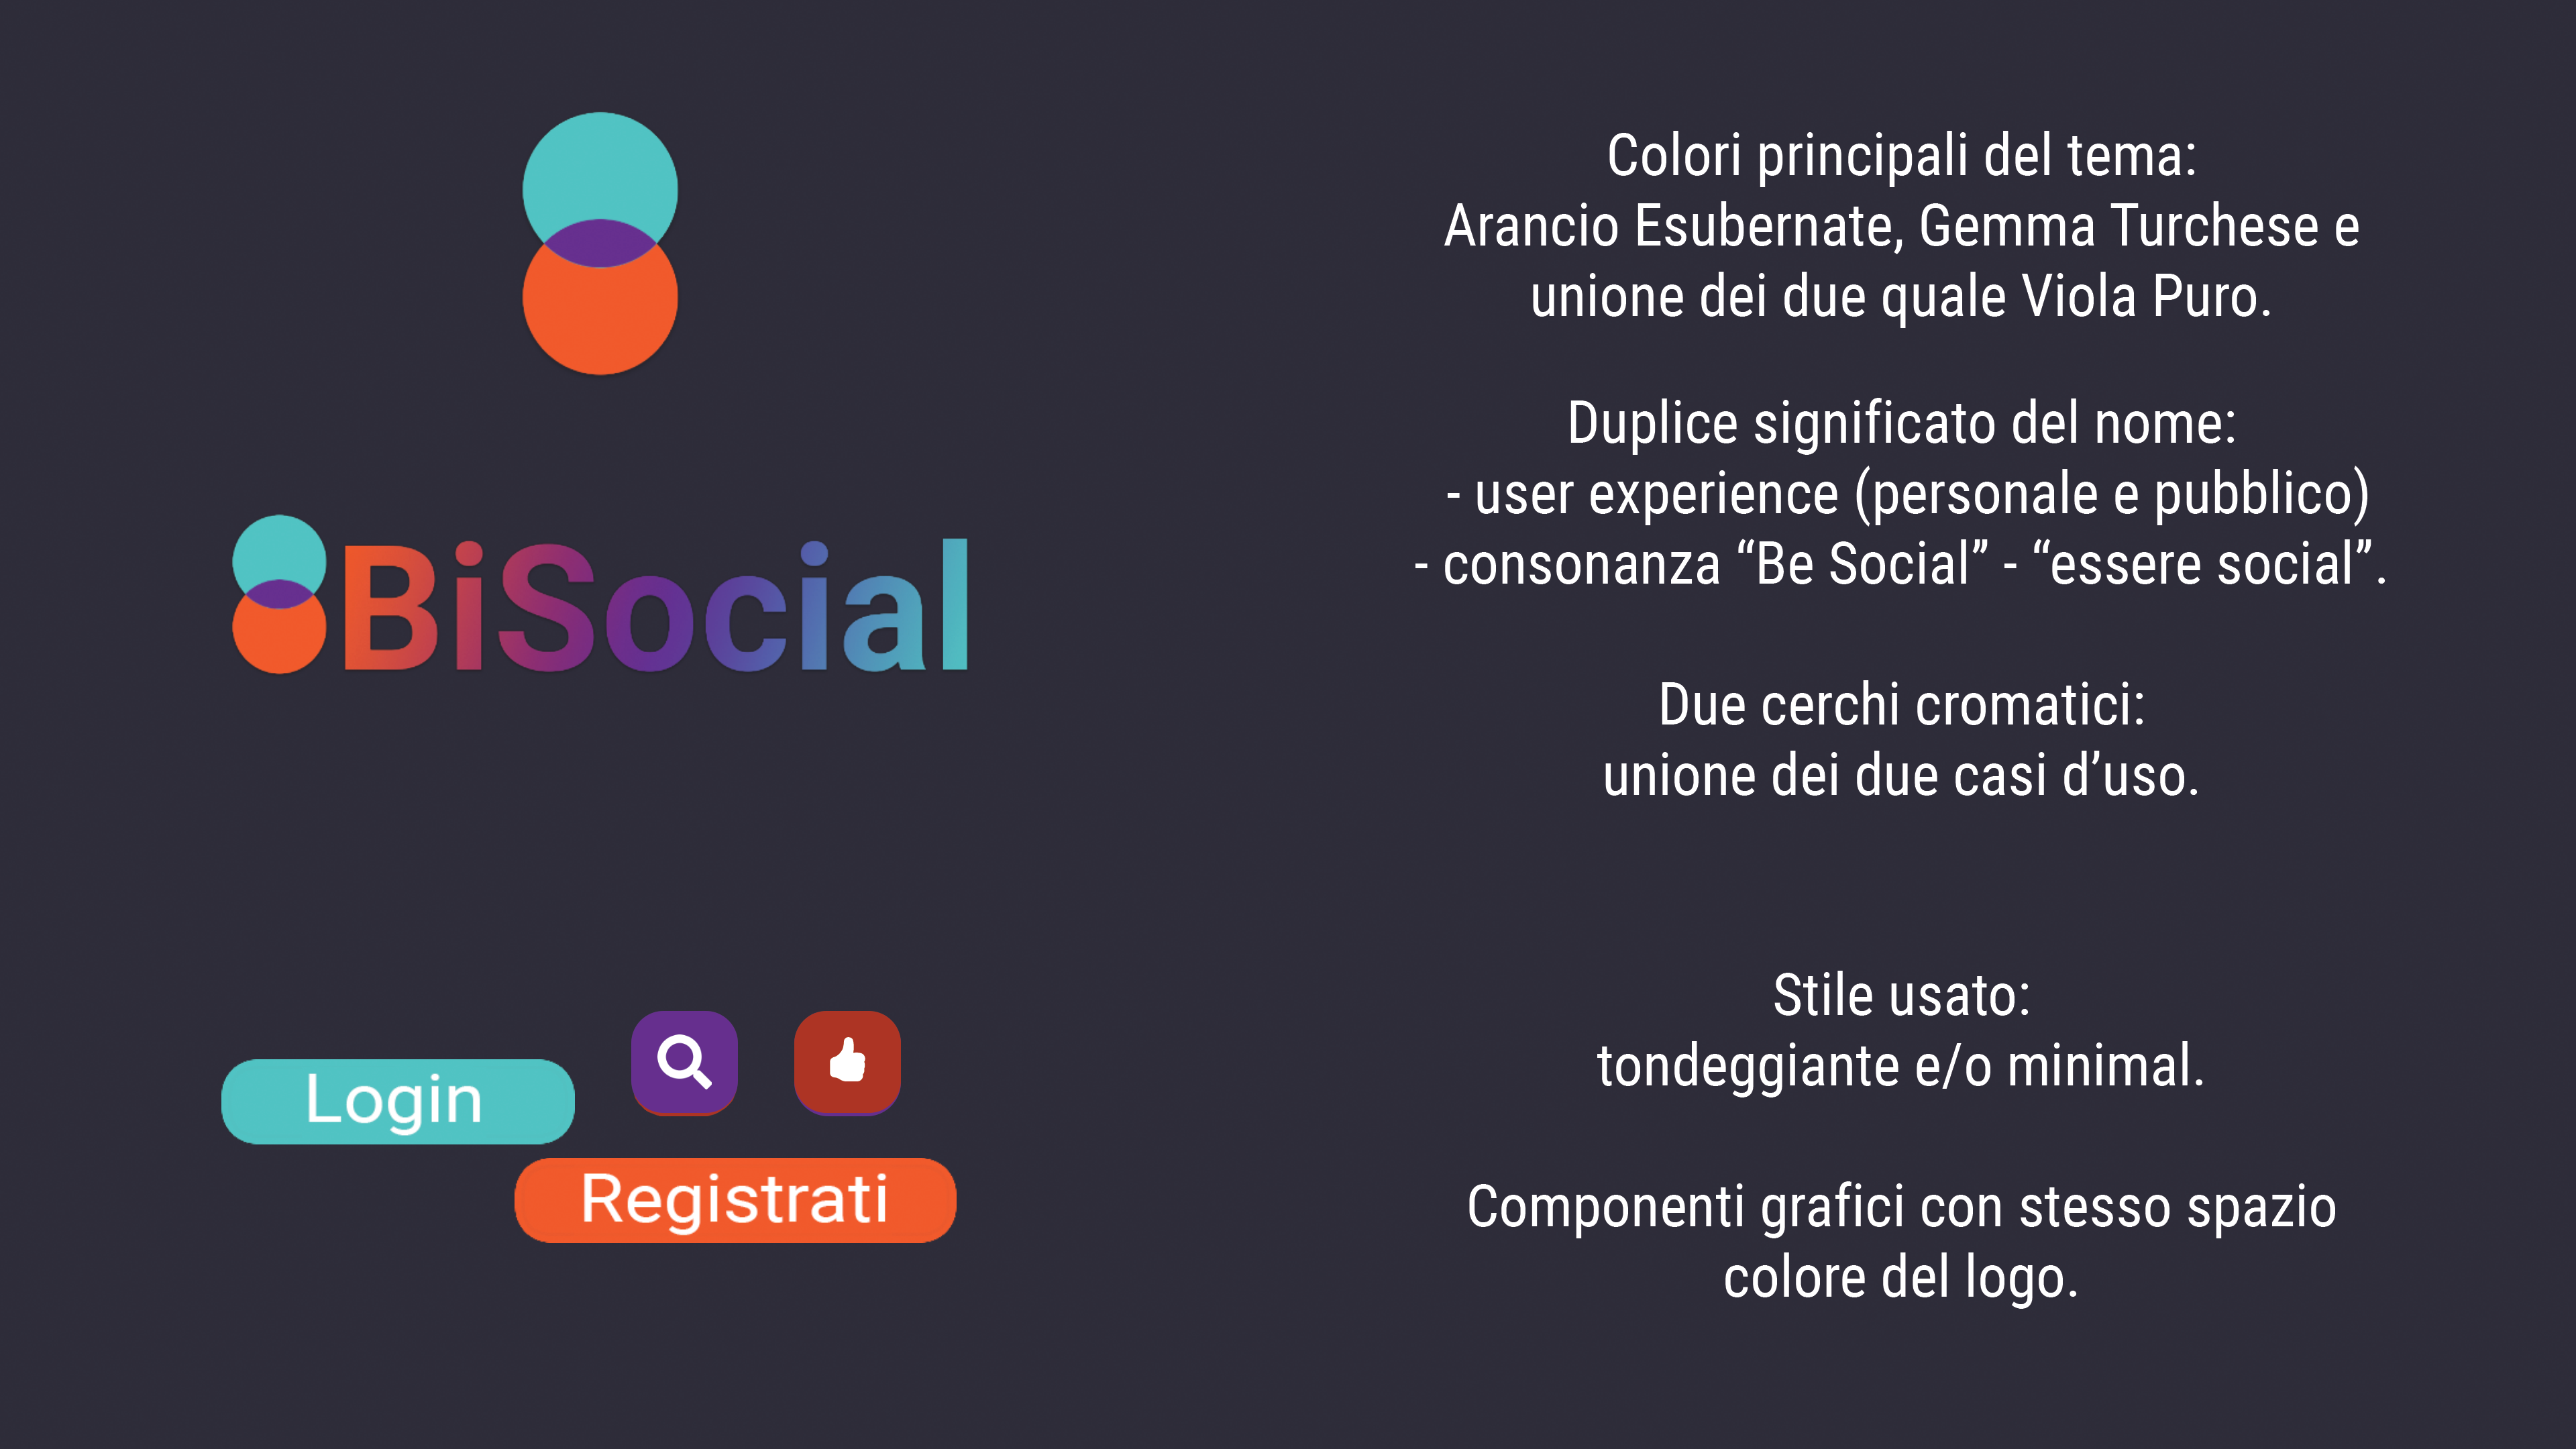 BiSocial
Login
Registrati
Colori principali del tema:
Arancio Esubernate, Gemma Turchese e
unione dei due quale Viola Puro.
Duplice significato del nome:
- user experience (personale e pubblico)
- consonanza “Be Social” - “essere social”.
Due cerchi cromatici:
unione dei due casi d’uso.
Stile usato:
tondeggiante e/o minimal.
Componenti grafici con stesso spazio
colore del logo.